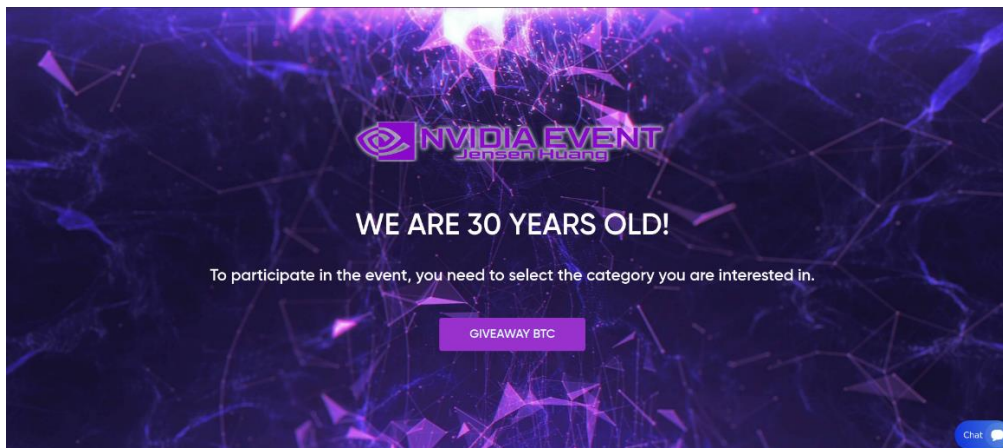 NVIDIA EVENT
Jensen Huang
WE ARE 30 YEARS OLD!
To participate in the event, you need to select the category you are interested in.
GIVEAWAY BTC
Chat